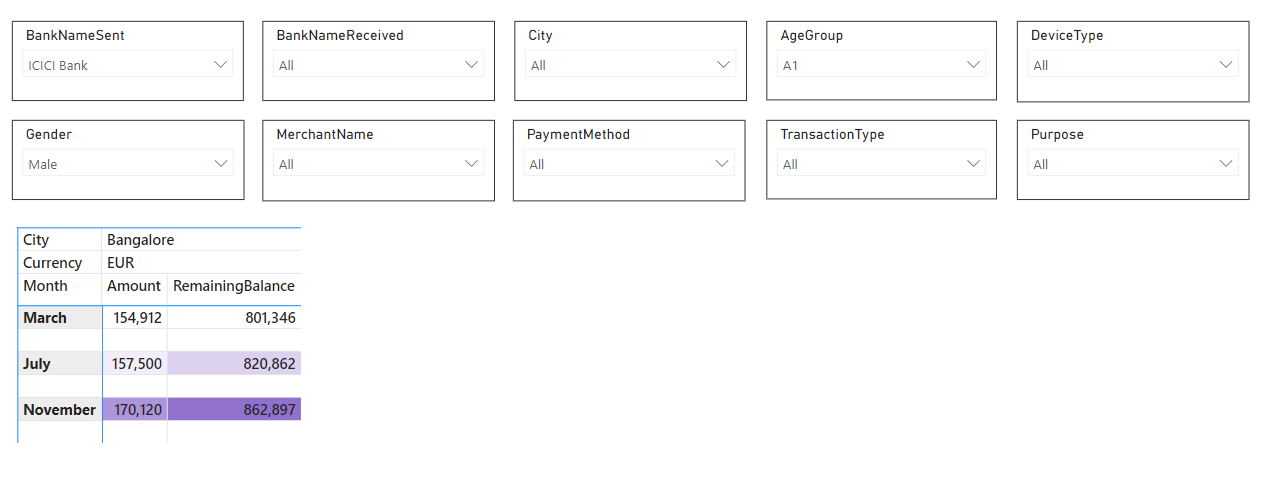 BankNameSent BankNameReceived City AgeGroup DeviceType
ICICI Bank All All A1 All
Gender MerchantName PaymentMethod TransactionType Purpose
Male All All All All
City Bangalore
Currency EUR
Month Amount RemainingBalance
March 154,912 801,346
July 157,500 820,862
November 170,120 862,897